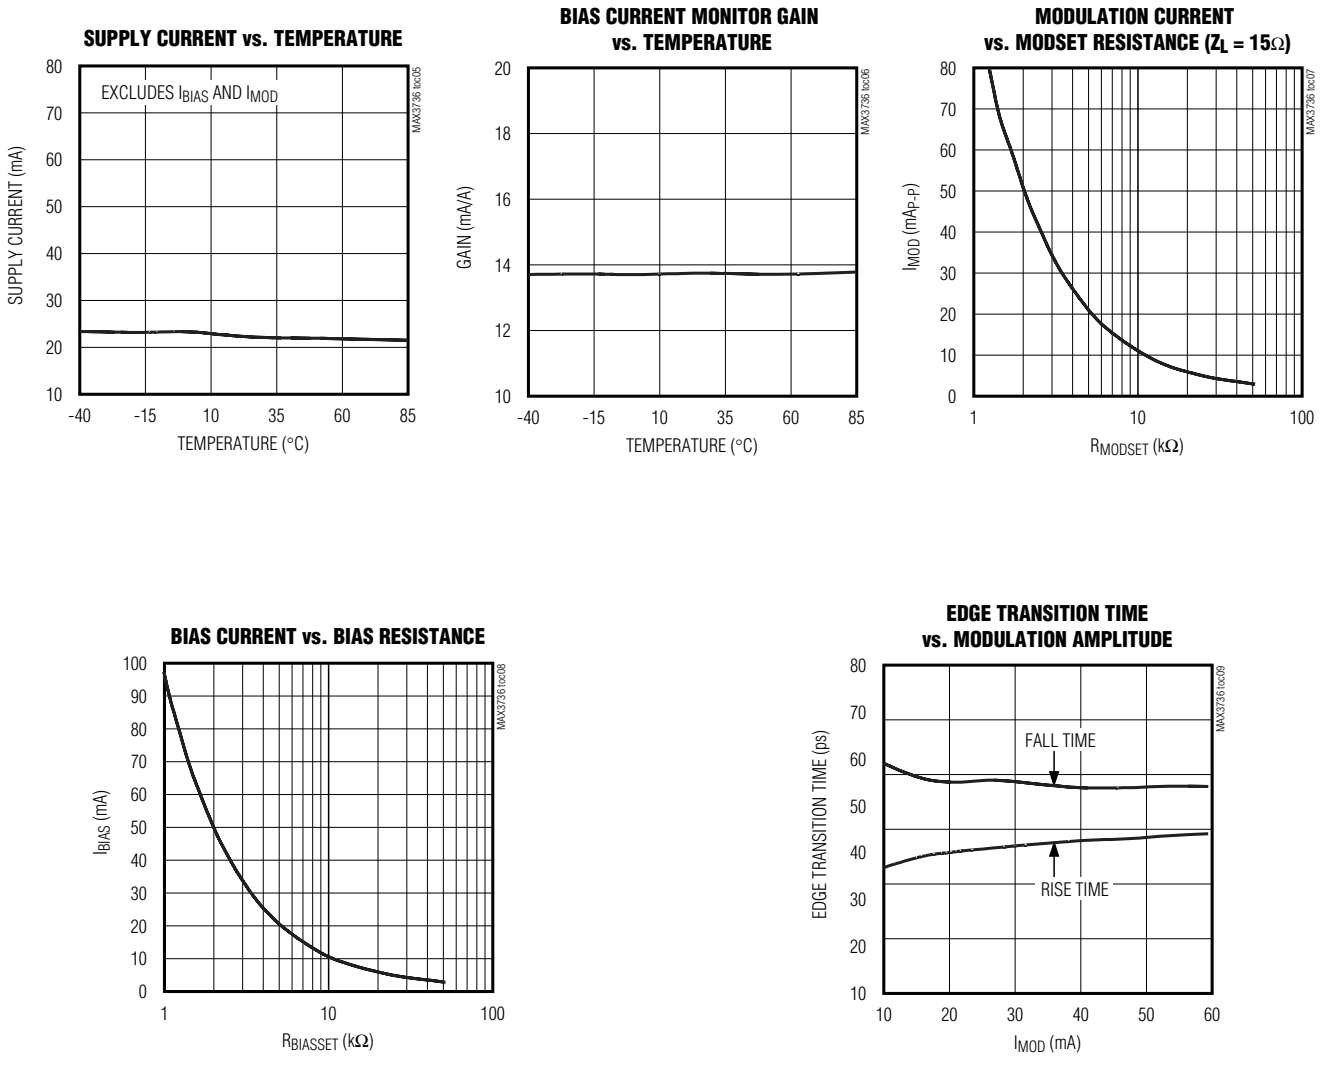 SUPPLY CURRENT vs. TEMPERATURE
EXCLUDES IBIAS AND IMOD
MAX3736 toc05
SUPPLY CURRENT (mA)
80
70
60
50
40
30
20
10
-40 -15 10 35 60 85
TEMPERATURE (°C)
BIAS CURRENT MONITOR GAIN
vs. TEMPERATURE
MAX3736 toc06
GAIN (mA/A)
20
18
16
14
12
10
-40 -15 10 35 60 85
TEMPERATURE (°C)
MODULATION CURRENT
vs. MODSET RESISTANCE (ZL = 15Ω)
MAX3736 toc07
IMOD (mAP-P)
80
70
60
50
40
30
20
10
0
1 10 100
RMODSET (kΩ)
BIAS CURRENT vs. BIAS RESISTANCE
MAX3736 toc08
IBIAS (mA)
100
90
80
70
60
50
40
30
20
10
0
1 10 100
RBIASSET (kΩ)
EDGE TRANSITION TIME
vs. MODULATION AMPLITUDE
MAX3736 toc09
EDGE TRANSITION TIME (ps)
80
70
60
50
40
30
20
10
FALL TIME
RISE TIME
10 20 30 40 50 60
IMOD (mA)